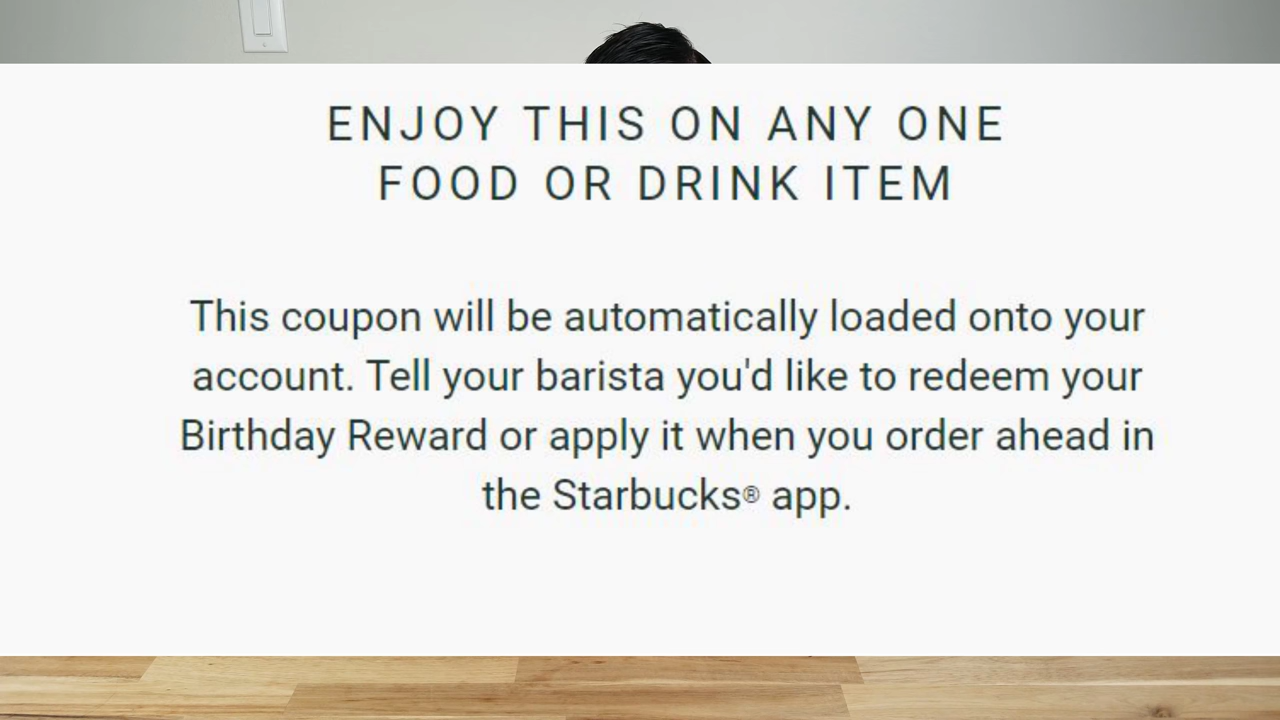 ENJOY THIS ON ANY ONE
FOOD OR DRINK ITEM
This coupon will be automatically loaded onto your
account. Tell your barista you'd like to redeem your
Birthday Reward or apply it when you order ahead in
the Starbucks® app.